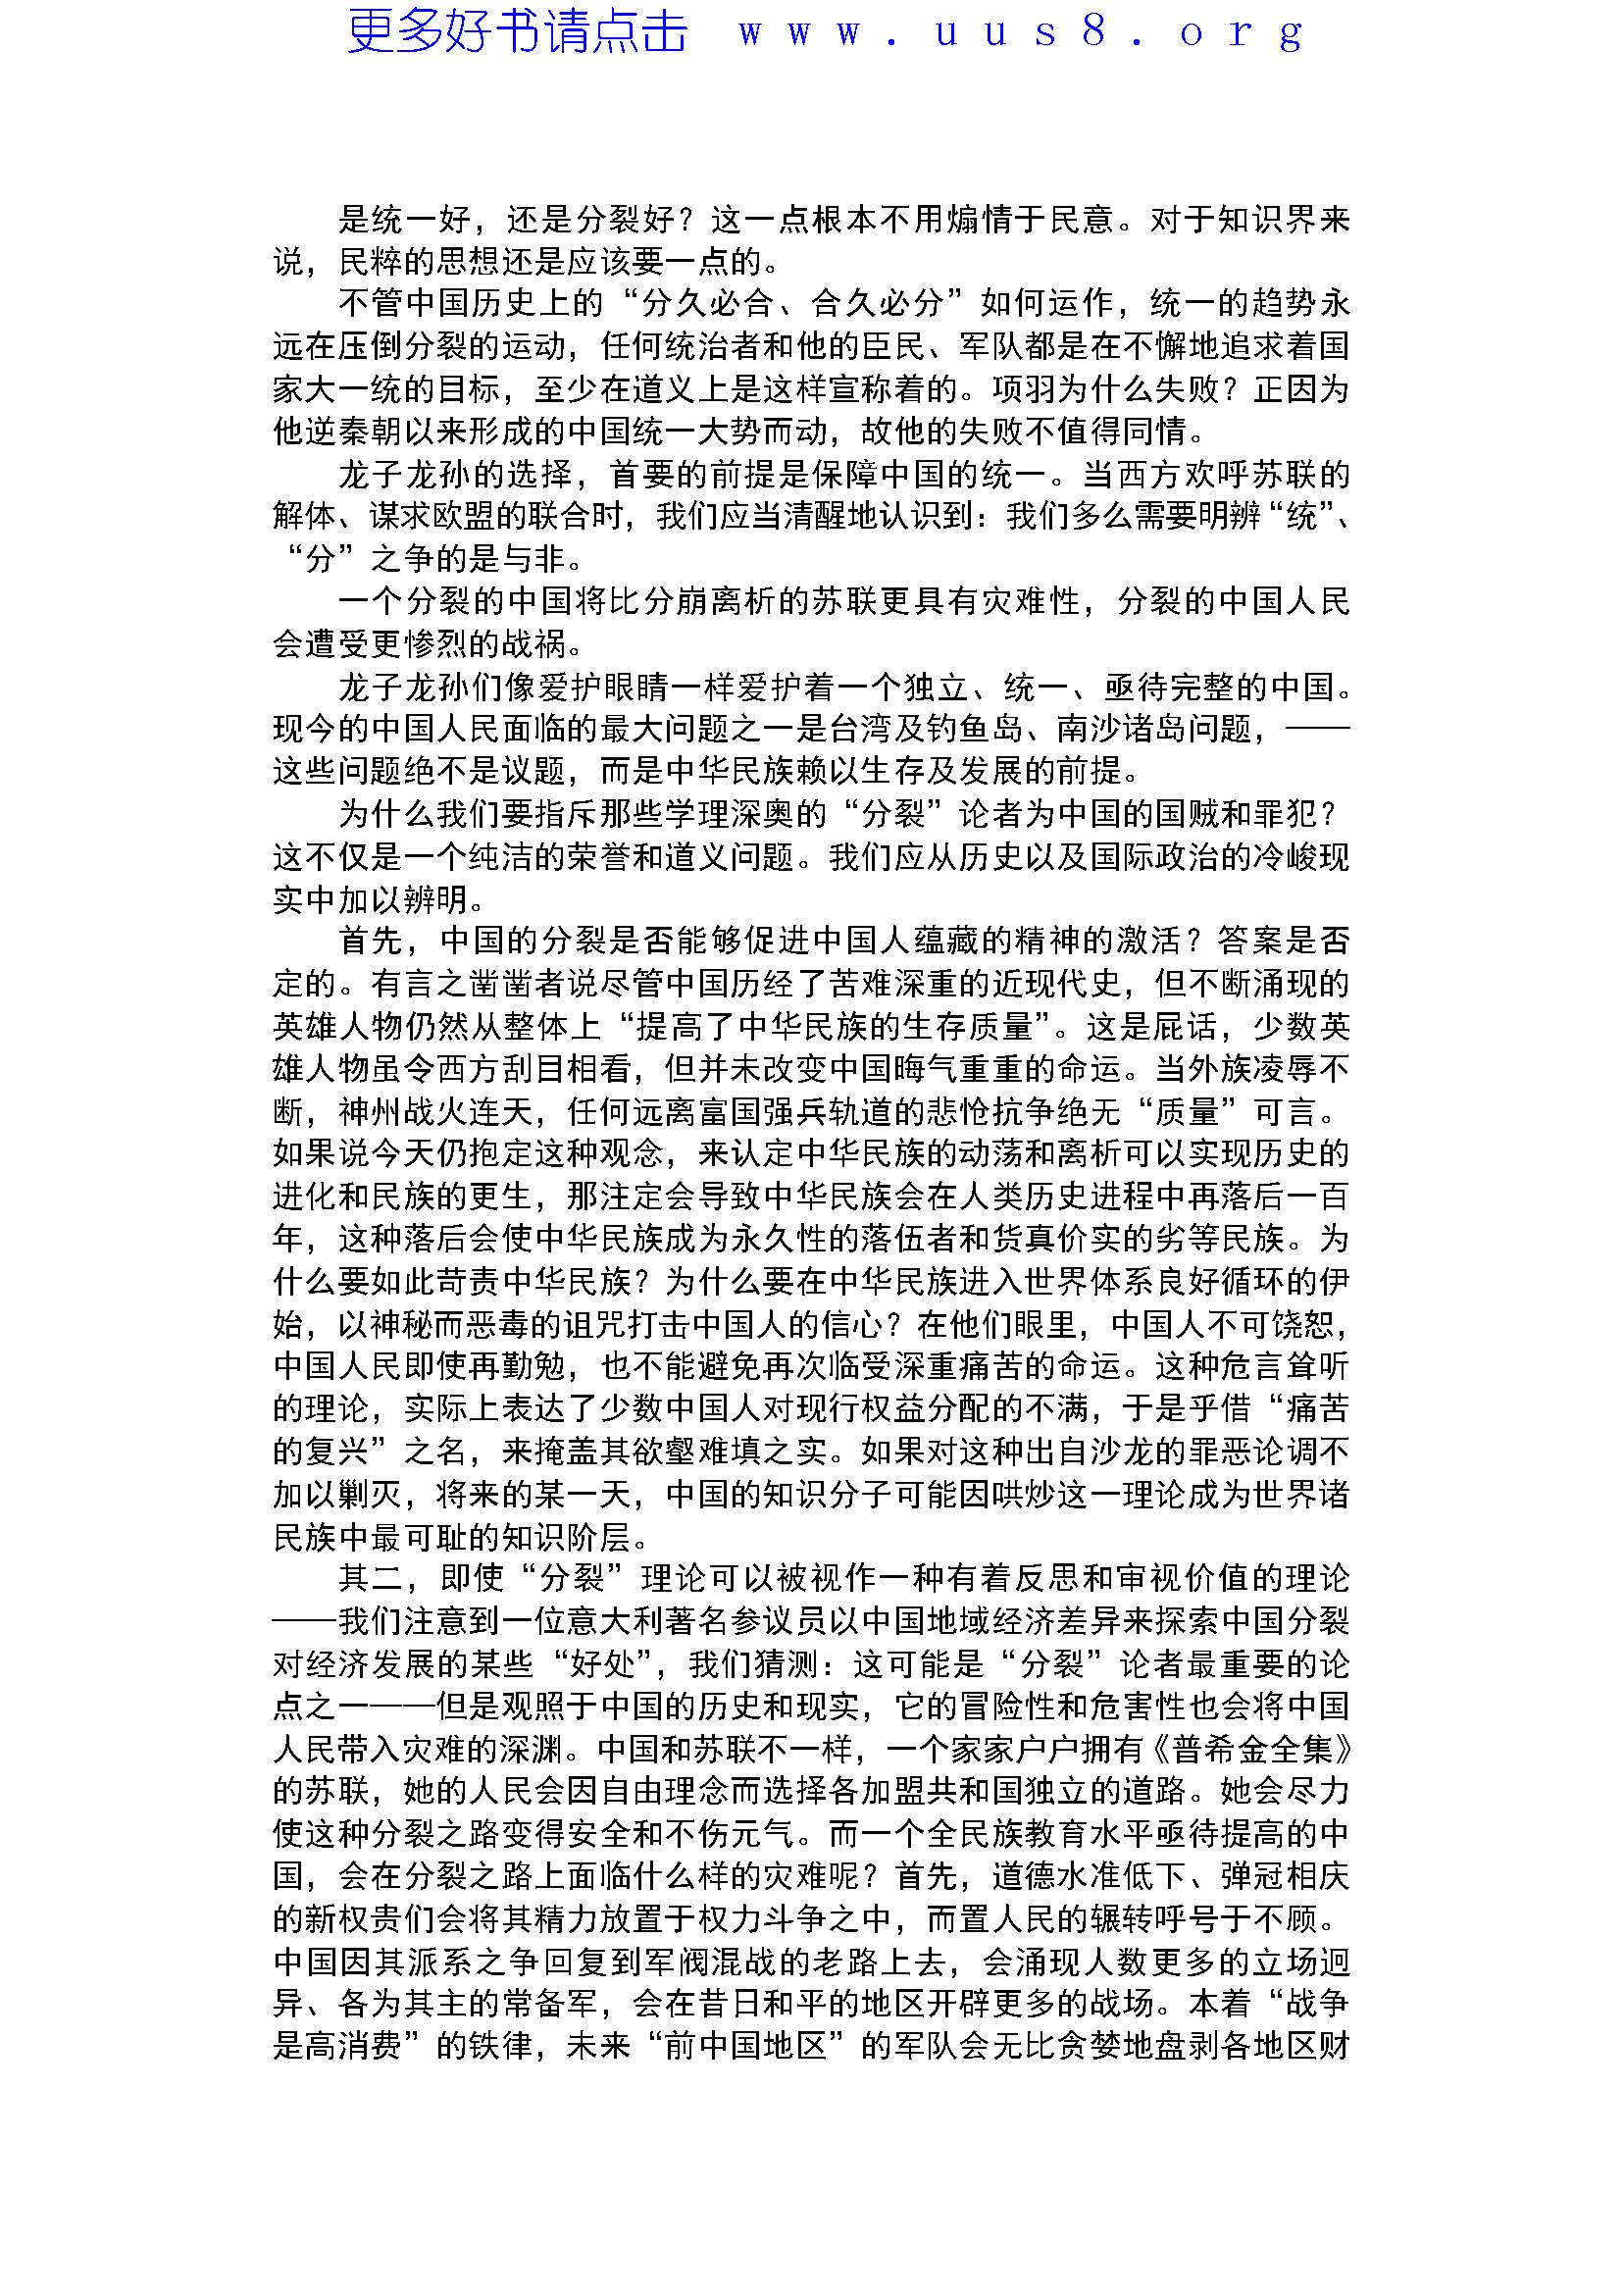 更多好书请点击 www.uus8.org
是统一好，还是分裂好？这一点根本不用煽情于民意。对于知识界来
说，民粹的思想还是应该要一点的。
不管中国历史上的“分久必合、合久必分”如何运作，统一的趋势永
远在压倒分裂的运动，任何统治者和他的臣民、军队都是在不懈地追求着国
家大一统的目标，至少在道义上是这样宣称着的。项羽为什么失败？正因为
他逆秦朝以来形成的中国统一大势而动，故他的失败不值得同情。
龙子龙孙的选择，首要的前提是保障中国的统一。当西方欢呼苏联的
解体、谋求欧盟的联合时，我们应当清醒地认识到：我们多么需要明辨“统”、
“分”之争的是与非。
一个分裂的中国将比分崩离析的苏联更具有灾难性，分裂的中国人民
会遭受更惨烈的战祸。
龙子龙孙们像爱护眼睛一样爱护着一个独立、统一、亟待完整的中国。
现今的中国人民面临的最大问题之一是台湾及钓鱼岛、南沙诸岛问题，——
这些问题绝不是议题，而是中华民族赖以生存及发展的前提。
为什么我们要指斥那些学理深奥的“分裂”论者为中国的国贼和罪犯？
这不仅是一个纯洁的荣誉和道义问题。我们应从历史以及国际政治的冷峻现
实中加以辨明。
首先，中国的分裂是否能够促进中国人蕴藏的精神的激活？答案是否
定的。有言之凿凿者说尽管中国历经了苦难深重的近现代史，但不断涌现的
英雄人物仍然从整体上“提高了中华民族的生存质量”。这是屁话，少数英
雄人物虽令西方刮目相看，但并未改变中国晦气重重的命运。当外族凌辱不
断，神州战火连天，任何远离富国强兵轨道的悲怆抗争绝无“质量”可言。
如果说今天仍抱定这种观念，来认定中华民族的动荡和离析可以实现历史的
进化和民族的更生，那注定会导致中华民族会在人类历史进程中再落后一百
年，这种落后会使中华民族成为永久性的落伍者和货真价实的劣等民族。为
什么要如此苛责中华民族？为什么要在中华民族进入世界体系良好循环的伊
始，以神秘而恶毒的诅咒打击中国人的信心？在他们眼里，中国人不可饶恕，
中国人民即使再勤勉，也不能避免再次临受深重痛苦的命运。这种危言耸听
的理论，实际上表达了少数中国人对现行权益分配的不满，于是乎借“痛苦
的复兴”之名，来掩盖其欲壑难填之实。如果对这种出自沙龙的罪恶论调不
加以剿灭，将来的某一天，中国的知识分子可能因哄炒这一理论成为世界诸
民族中最可耻的知识阶层。
其二，即使“分裂”理论可以被视作一种有着反思和审视价值的理论
——我们注意到一位意大利著名参议员以中国地域经济差异来探索中国分裂
对经济发展的某些“好处”，我们猜测：这可能是“分裂”论者最重要的论
点之一——但是观照于中国的历史和现实，它的冒险性和危害性也会将中国
人民带入灾难的深渊。中国和苏联不一样，一个家家户户拥有《普希金全集》
的苏联，她的人民会因自由理念而选择各加盟共和国独立的道路。她会尽力
使这种分裂之路变得安全和不伤元气。而一个全民族教育水平亟待提高的中
国，会在分裂之路上面临什么样的灾难呢？首先，道德水准低下、弹冠相庆
的新权贵们会将其精力放置于权力斗争之中，而置人民的辗转呼号于不顾。
中国因其派系之争回复到军阀混战的老路上去，会涌现人数更多的立场迥
异、各为其主的常备军，会在昔日和平的地区开辟更多的战场。本着“战争
是高消费”的铁律，未来“前中国地区”的军队会无比贪婪地盘剥各地区财